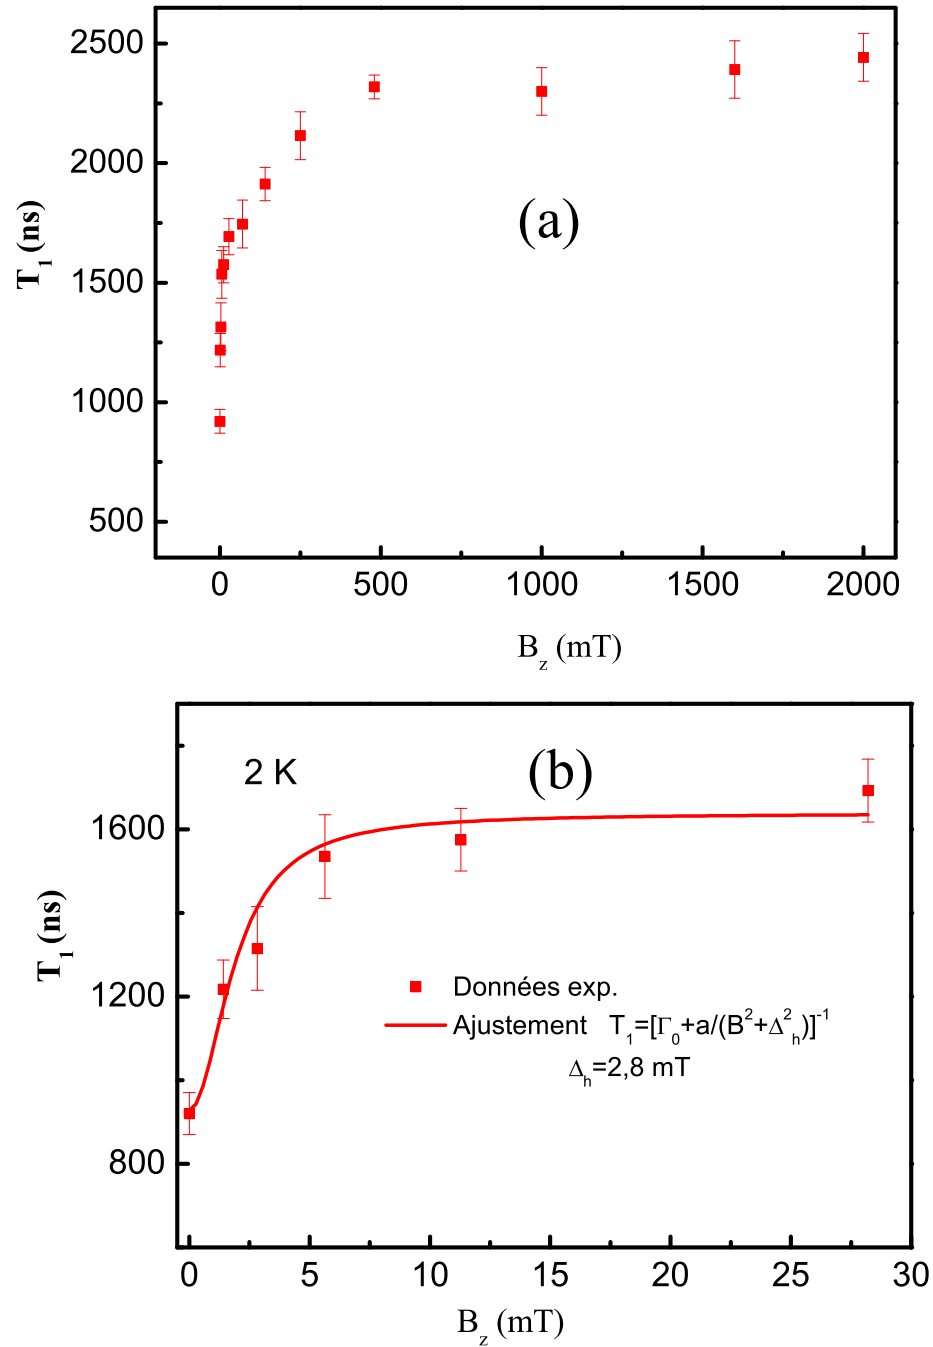 2500
2000
1500
1000
500
T₁ (ns)
(a)
0 500 1000 1500 2000
B_z (mT)
2 K
(b)
1600
1200
800
T₁ (ns)
Données exp.
Ajustement T₁=[Γ₀+a/(B²+Δ²ₕ)]⁻¹
Δₕ=2,8 mT
0 5 10 15 20 25 30
B_z (mT)